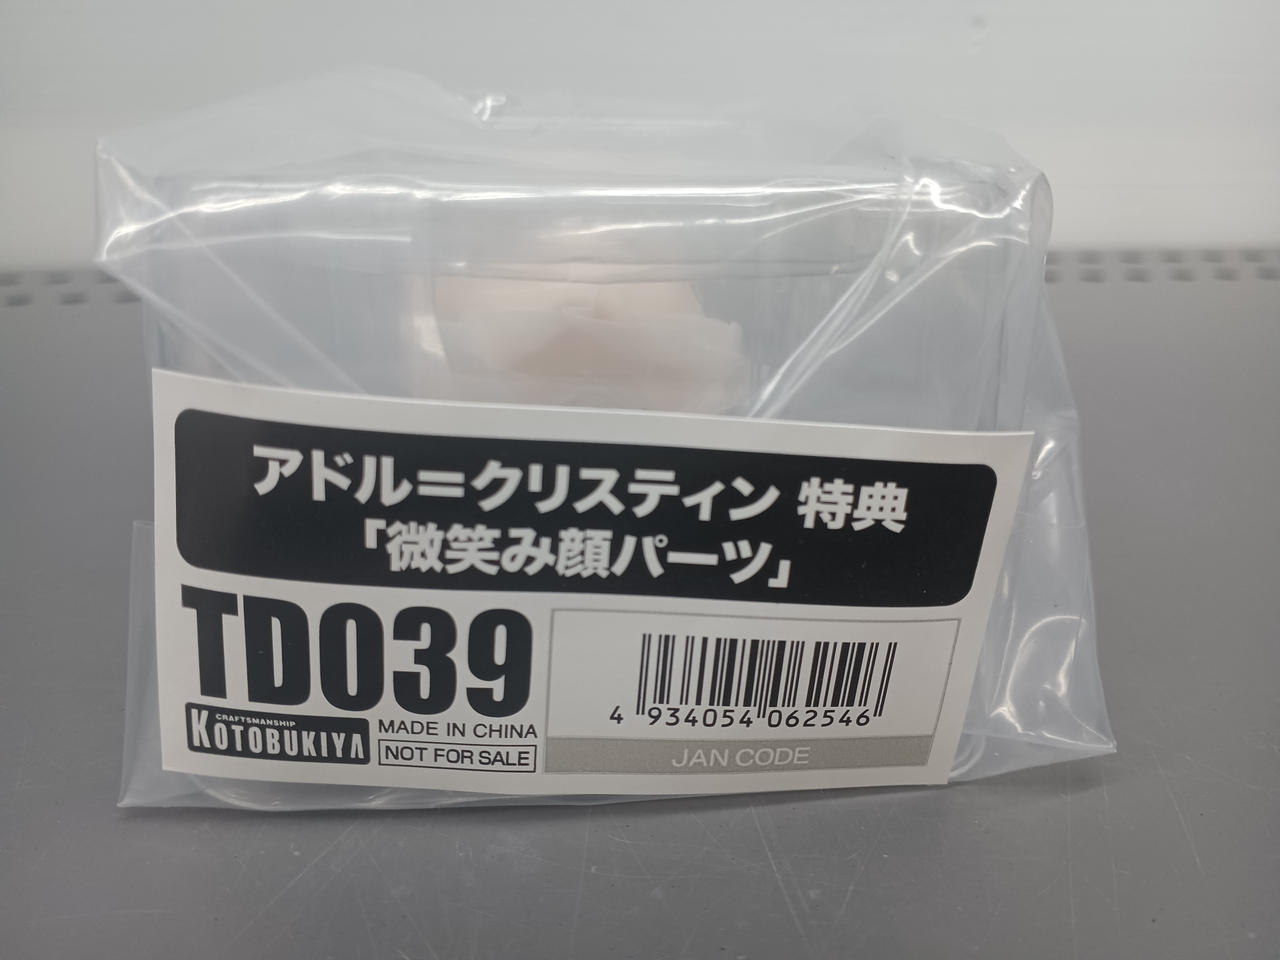 アドル＝クリスティン 特典
「微笑み顔パーツ」
TD039
CRAFTSMANSHIP
KOTOBUKIYA
MADE IN CHINA
NOT FOR SALE
4 934054 062546
JAN CODE